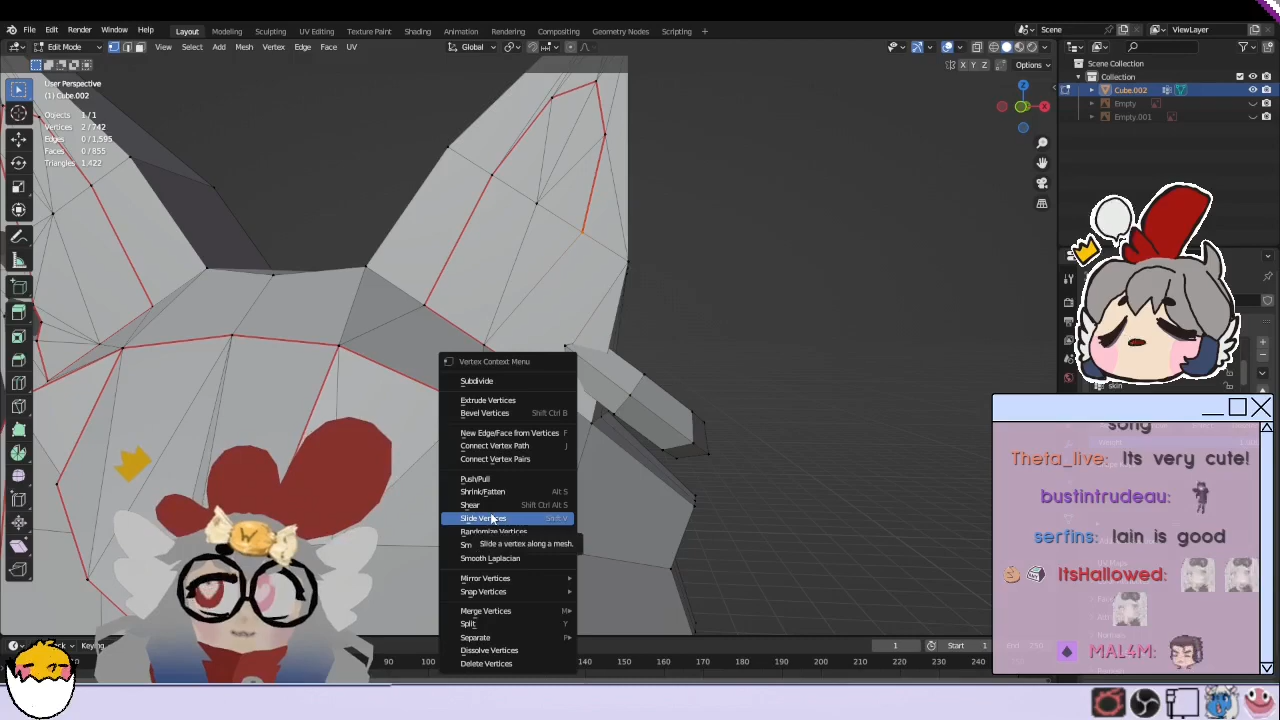 File Edit Render Window Help Layout Modeling Sculpting UV Editing Texture Paint Shading Animation Rendering Compositing Geometry Nodes Scripting + Scene ViewLayer
Edit Mode View Select Add Mesh Vertex Edge Face UV Global
X Y Z Options
User Perspective
(1) Cube.002
Objects 1/1
Vertices 2/742
Edges 0/1,595
Faces 0/855
Triangles 1,422
Scene Collection
Collection
Cube.002
Empty
Empty.001
Vertex Context Menu
Subdivide
Extrude Vertices
Bevel Vertices Shift Ctrl B
New Edge/Face from Vertices F
Connect Vertex Path J
Connect Vertex Pairs
Push/Pull
Shrink/Fatten Alt S
Shear Shift Ctrl Alt S
Slide Vertices Shift V
Randomize Vertices
Slide a vertex along a mesh.
Smooth Laplacian
Mirror Vertices
Snap Vertices
Merge Vertices M
Split Y
Separate P
Dissolve Vertices
Delete Vertices
skin
song
Theta_live: Its very cute!
bustintrudeau:
serfins: lain is good
ItsHallowed:
MAL4M:
Keying
90 100 110 120 130 140 150 160 170 180
1 Start 1